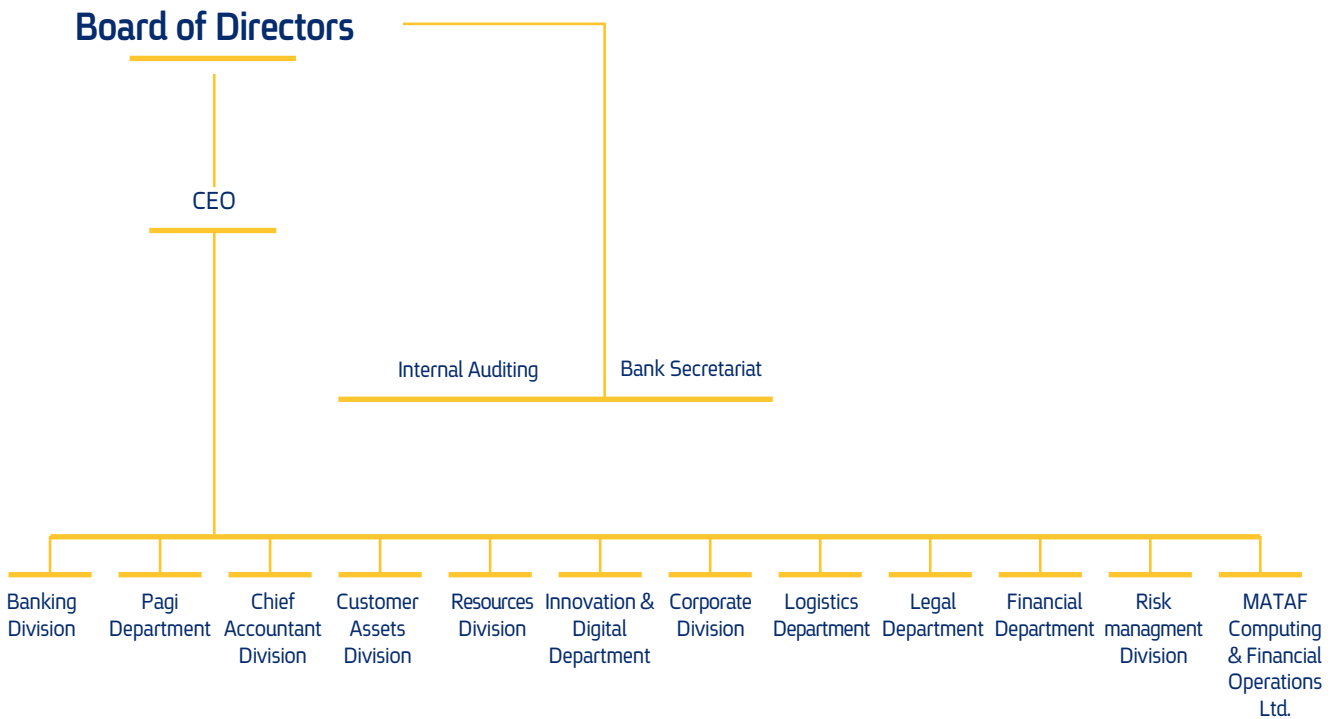 Board of Directors
CEO
Internal Auditing
Bank Secretariat
Banking
Division
Pagi
Department
Chief
Accountant
Division
Customer
Assets
Division
Resources
Division
Innovation &
Digital
Department
Corporate
Division
Logistics
Department
Legal
Department
Financial
Department
Risk
managment
Division
MATAF
Computing
& Financial
Operations
Ltd.